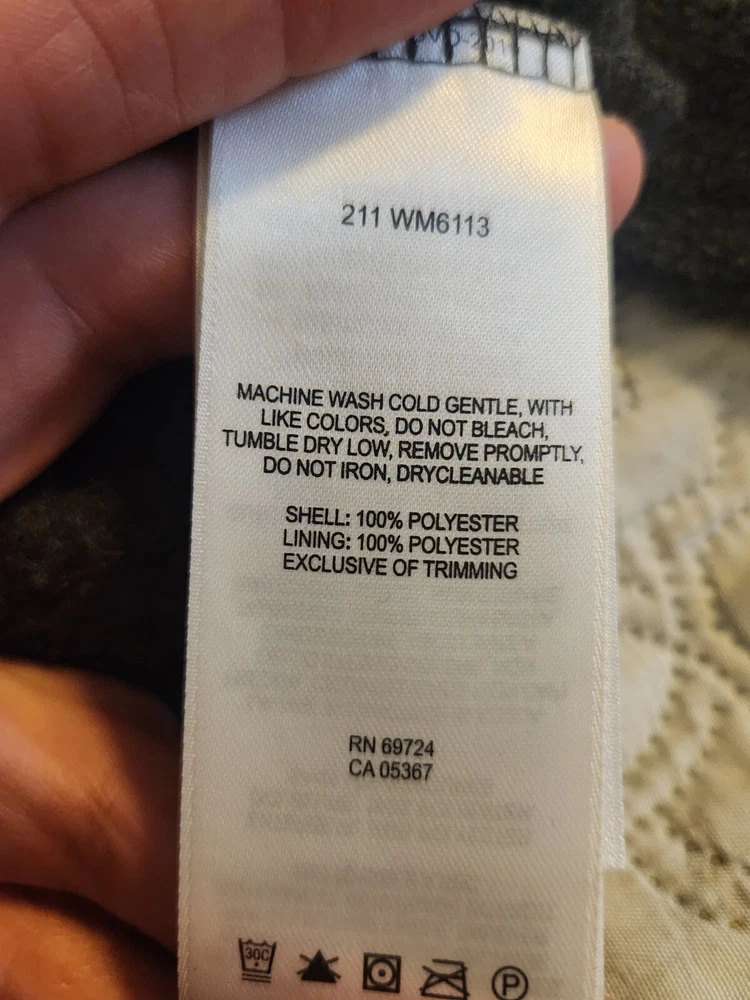 211 WM6113
MACHINE WASH COLD GENTLE, WITH
LIKE COLORS, DO NOT BLEACH,
TUMBLE DRY LOW, REMOVE PROMPTLY,
DO NOT IRON, DRYCLEANABLE
SHELL: 100% POLYESTER
LINING: 100% POLYESTER
EXCLUSIVE OF TRIMMING
RN 69724
CA 05367
30C
P